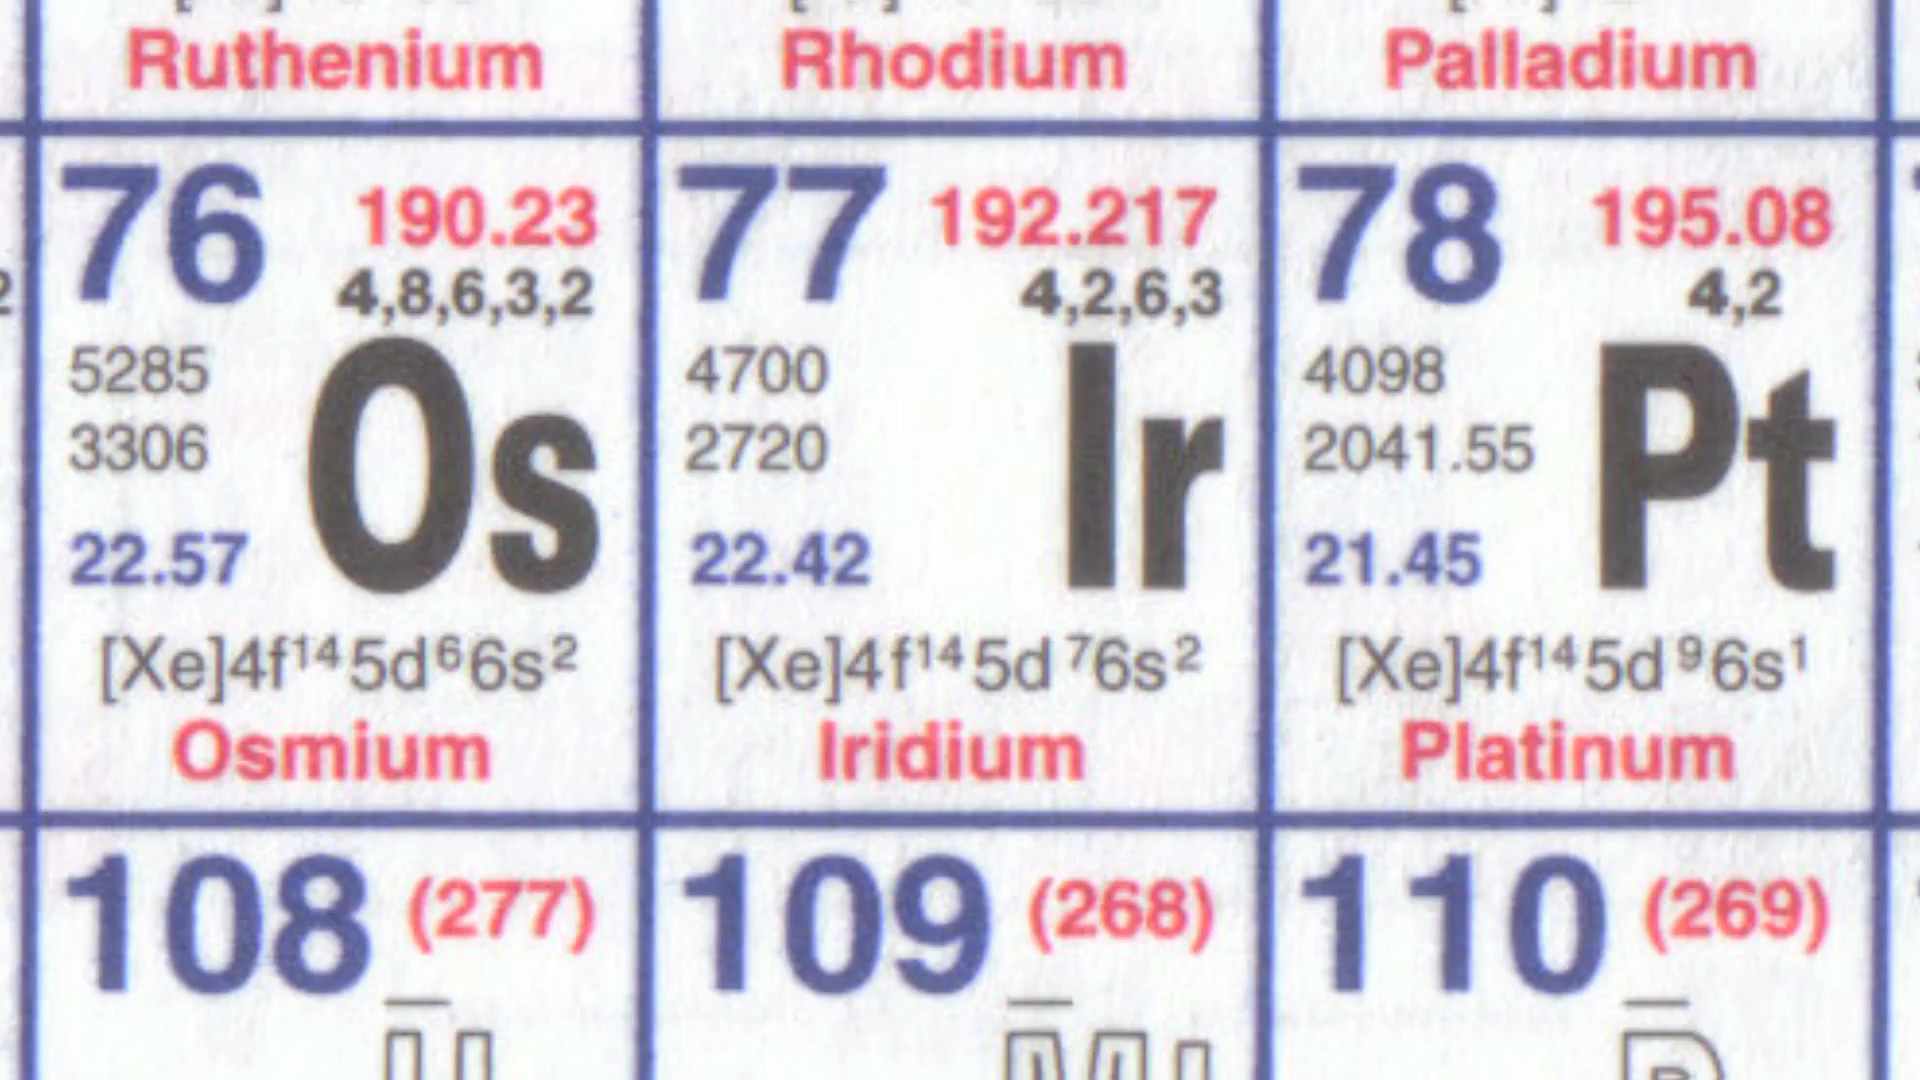 Ruthenium
Rhodium
Palladium
76 190.23
4,8,6,3,2
5285
3306
Os
22.57
[Xe]4f¹⁴5d⁶6s²
Osmium
77 192.217
4,2,6,3
4700
2720
Ir
22.42
[Xe]4f¹⁴5d⁷6s²
Iridium
78 195.08
4,2
4098
2041.55
Pt
21.45
[Xe]4f¹⁴5d⁹6s¹
Platinum
108 (277)
109 (268)
110 (269)